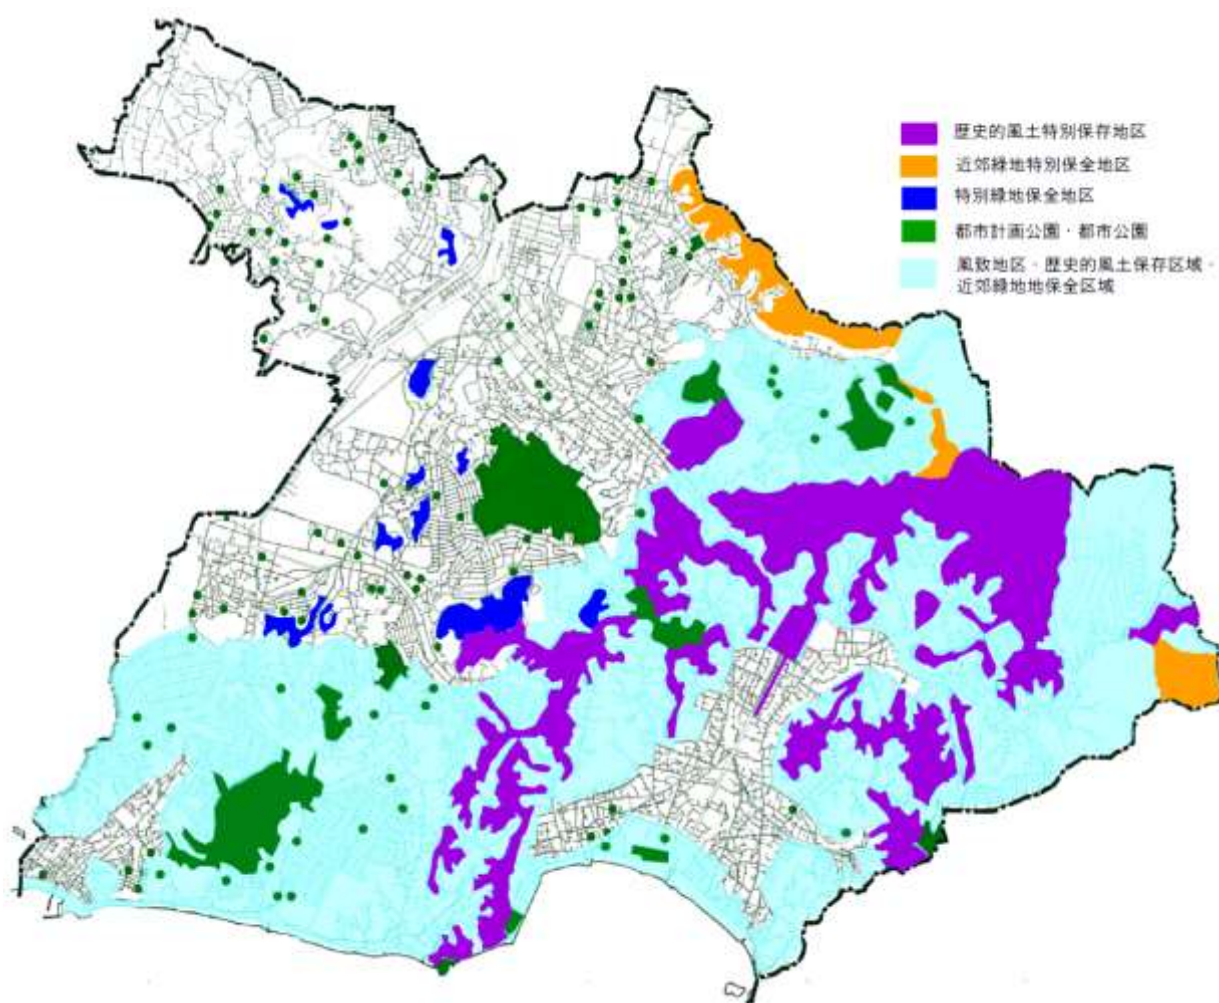 歴史的風土特別保存地区
近郊緑地特別保全地区
特別緑地保全地区
都市計画公園・都市公園
風致地区・歴史的風土保存区域・
近郊緑地地保全区域